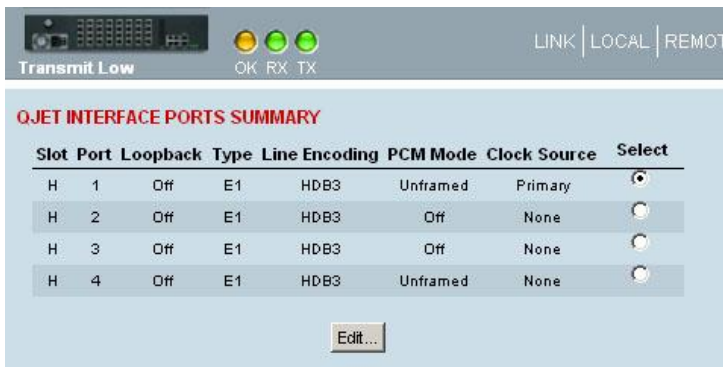 LINK LOCAL REMOT
Transmit Low OK RX TX
QJET INTERFACE PORTS SUMMARY
Slot Port Loopback Type Line Encoding PCM Mode Clock Source Select
H 1 Off E1 HDB3 Unframed Primary
H 2 Off E1 HDB3 Off None
H 3 Off E1 HDB3 Off None
H 4 Off E1 HDB3 Unframed None
Edit...